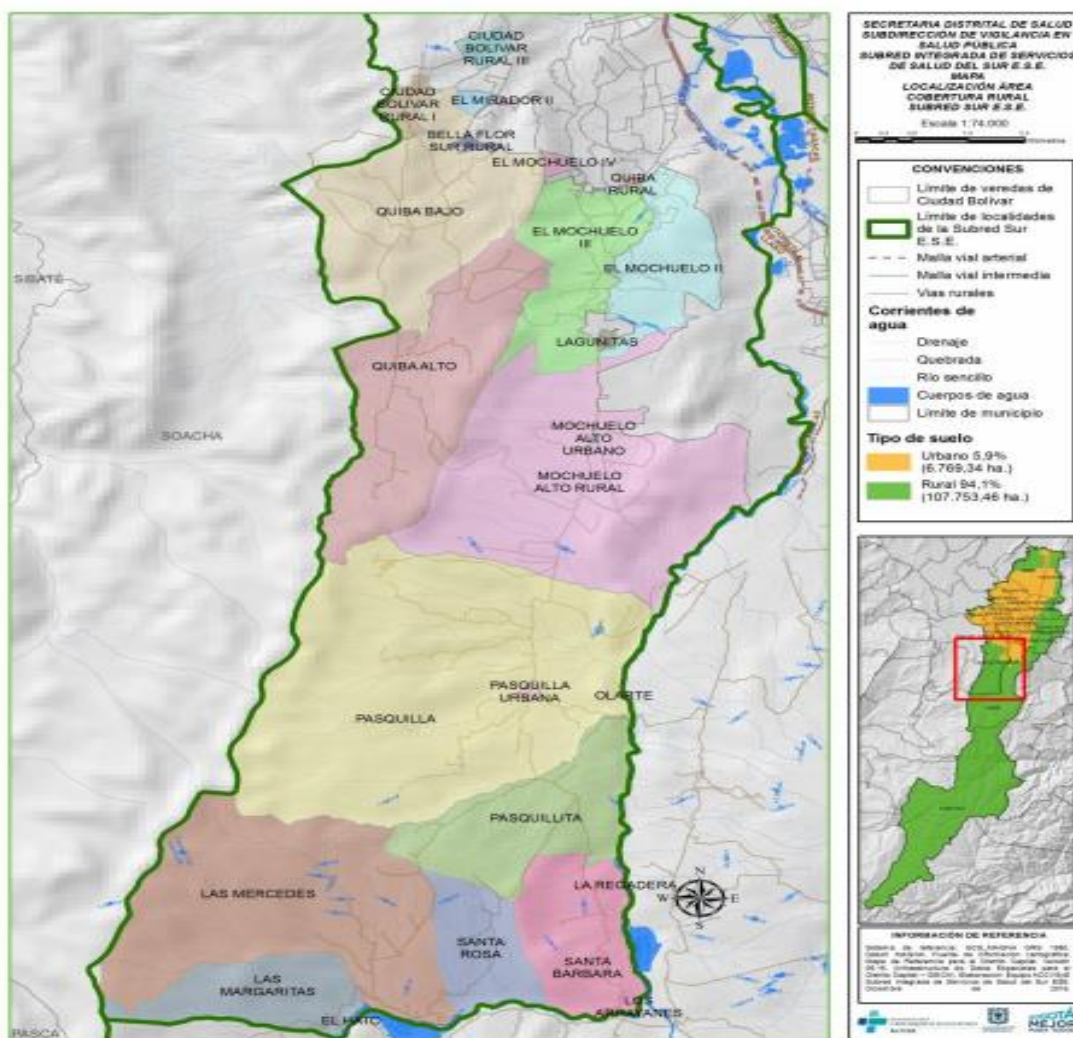 CIUDAD
BOLIVAR
RURAL III
CIUDAD
BOLIVAR
RURAL I
EL MIRADOR II
BELLA FLOR
SUR RURAL
EL MOCHUELO IV
QUIBA
RURAL
QUIBA BAJO
EL MOCHUELO
III
EL MOCHUELO II
SIBATÉ
LAGUNITAS
QUIBA ALTO
SOACHA
MOCHUELO
ALTO
URBANO
MOCHUELO
ALTO RURAL
PASQUILLA
URBANA
OLARTE
PASQUILLA
PASQUILLITA
LAS MERCEDES
LA REGADERA
N
W E
S
SANTA
ROSA
SANTA
BARBARA
LAS
MARGARITAS
EL HATO
LOS
ARRAYANES
PASCA
SECRETARIA DISTRITAL DE SALUD
SUBDIRECCIÓN DE VIGILANCIA EN
SALUD PÚBLICA
SUBRED INTEGRADA DE SERVICIOS
DE SALUD DEL SUR E.S.E.
MAPA
LOCALIZACIÓN ÁREA
COBERTURA RURAL
SUBRED SUR E.S.E.
Escala 1:74.000
CONVENCIONES
Límite de veredas de
Ciudad Bolívar
Límite de localidades
de la Subred Sur
E.S.E.
Malla vial arterial
Malla vial intermedia
Vías rurales
Corrientes de
agua
Drenaje
Quebrada
Río sencillo
Cuerpos de agua
Límite de municipio
Tipo de suelo
Urbano 5,9%
(6.769,34 ha.)
Rural 94,1%
(107.753,46 ha.)
INFORMACIÓN DE REFERENCIA
BOGOTÁ
MEJOR